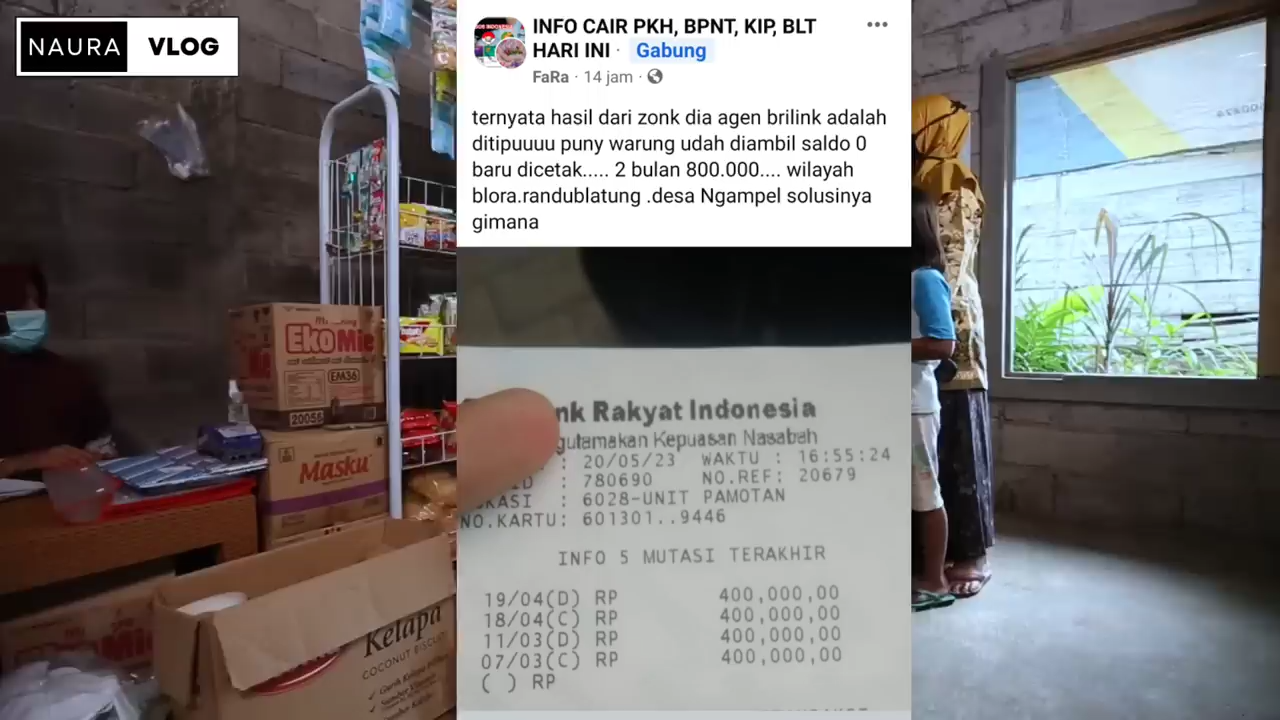 NAURA VLOG
INFO CAIR PKH, BPNT, KIP, BLT
HARI INI · Gabung
FaRa · 14 jam ·
ternyata hasil dari zonk dia agen brilink adalah
ditipuuuu puny warung udah diambil saldo 0
baru dicetak..... 2 bulan 800.000.... wilayah
blora.randublatung .desa Ngampel solusinya
gimana
nk Rakyat Indonesia
gutamakan Kepuasan Nasabah
: 20/05/23 WAKTU : 16:55:24
: 780690 NO.REF: 20679
KASI : 6028-UNIT PAMOTAN
NO.KARTU: 601301..9446
INFO 5 MUTASI TERAKHIR
19/04(D) RP 400,000,00
18/04(C) RP 400,000,00
11/03(D) RP 400,000,00
07/03(C) RP 400,000,00
( ) RP
EkoMie
EM36
20055
Masku
Kelapa
COCONUT BISCUIT